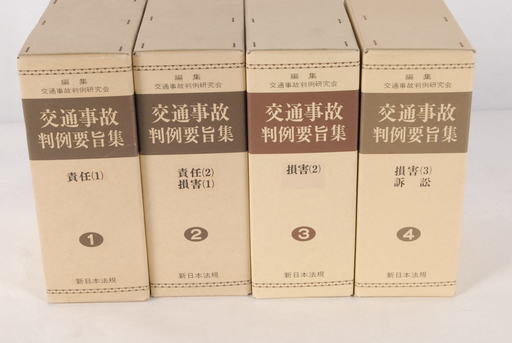 編集
交通事故判例研究会
交通事故
判例要旨集
責任(1)
1
新日本法規
編集
交通事故判例研究会
交通事故
判例要旨集
責任(2)
損害(1)
2
新日本法規
編集
交通事故判例研究会
交通事故
判例要旨集
損害(2)
3
新日本法規
編集
交通事故判例研究会
交通事故
判例要旨集
損害(3)
訴訟
4
新日本法規